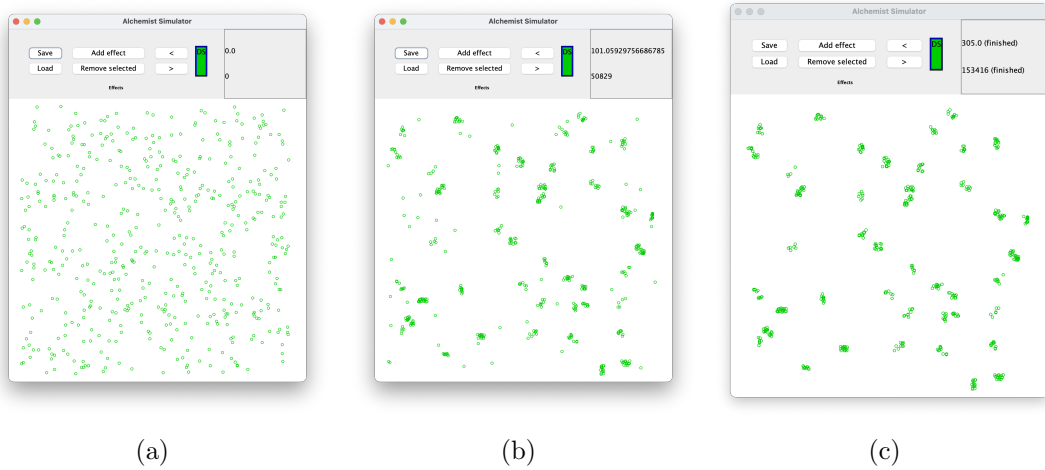 Alchemist Simulator
Save Add effect < DS 0.0
Load Remove selected > 0
Effects
(a)
Alchemist Simulator
Save Add effect < DS 101.05929756686785
Load Remove selected > 50829
Effects
(b)
Alchemist Simulator
Save Add effect < DS 305.0 (finished)
Load Remove selected > 153416 (finished)
Effects
(c)